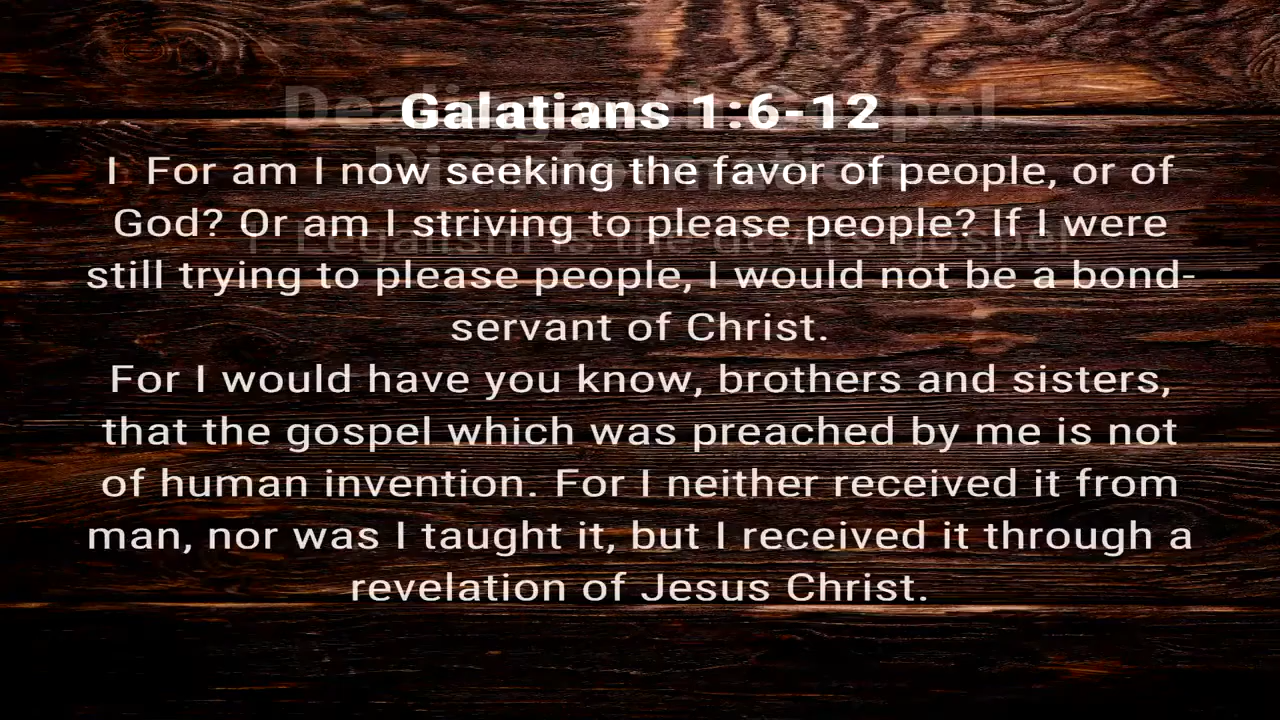 Galatians 1:6-12
I For am I now seeking the favor of people, or of
God? Or am I striving to please people? If I were
still trying to please people, I would not be a bond-
servant of Christ.
For I would have you know, brothers and sisters,
that the gospel which was preached by me is not
of human invention. For I neither received it from
man, nor was I taught it, but I received it through a
revelation of Jesus Christ.